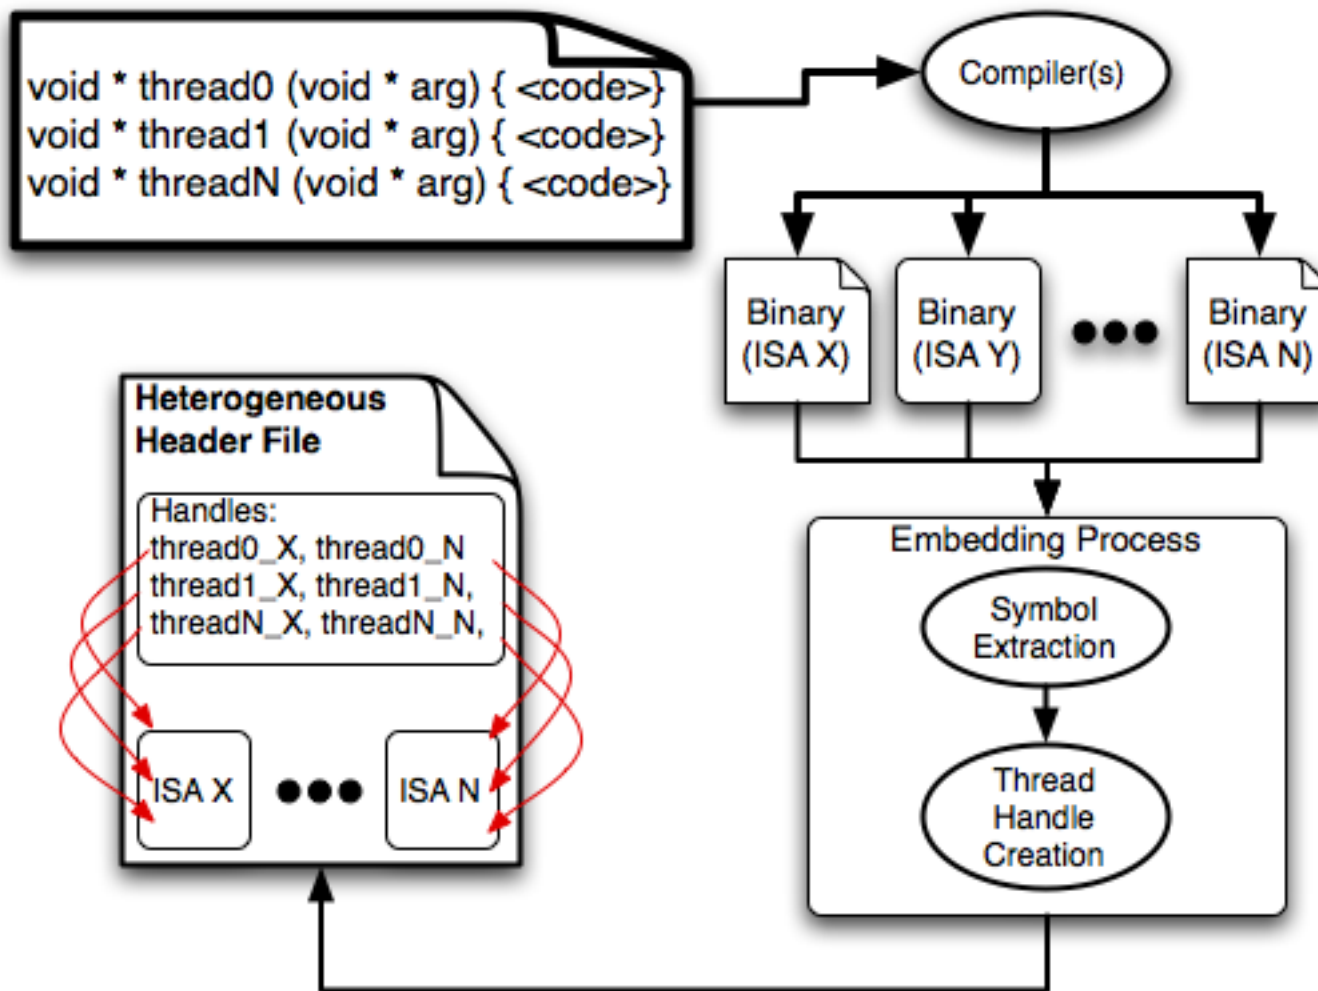 void * thread0 (void * arg) { <code>}
void * thread1 (void * arg) { <code>}
void * threadN (void * arg) { <code>}
Compiler(s)
Binary
(ISA X)
Binary
(ISA Y)
Binary
(ISA N)
Heterogeneous
Header File
Handles:
thread0_X, thread0_N
thread1_X, thread1_N,
threadN_X, threadN_N,
ISA X
ISA N
Embedding Process
Symbol
Extraction
Thread
Handle
Creation